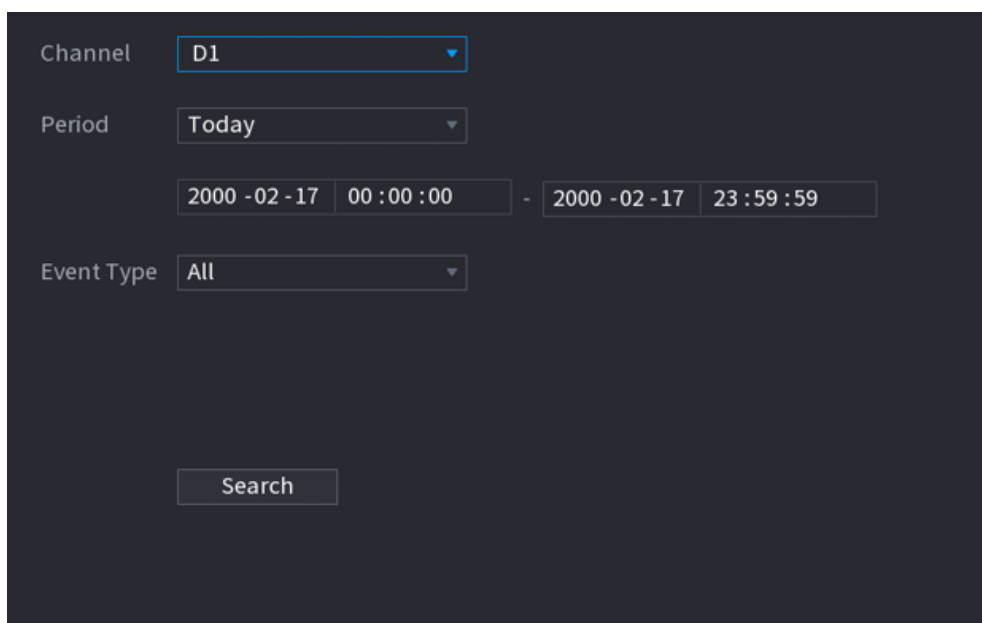 Channel D1
Period Today
2000 -02 -17 00 :00 :00 - 2000 -02 -17 23 :59 :59
Event Type All
Search